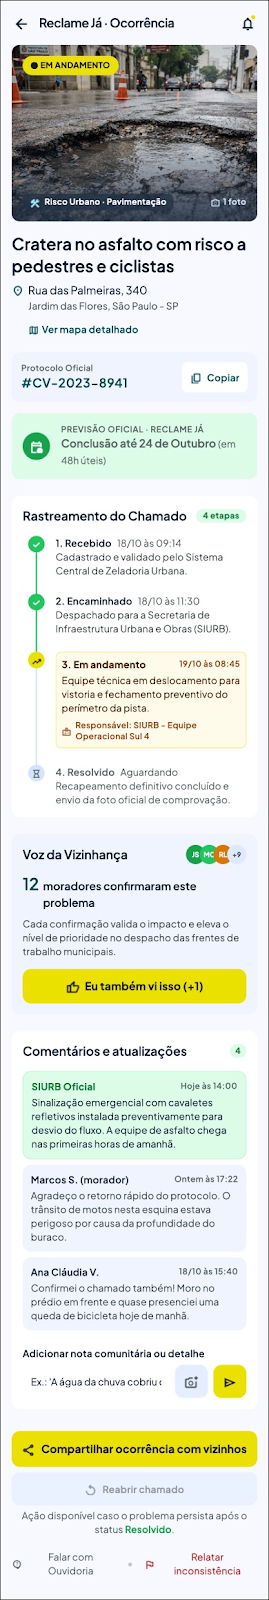 Reclame Já · Ocorrência
EM ANDAMENTO
Risco Urbano · Pavimentação
1 foto
Cratera no asfalto com risco a
pedestres e ciclistas
Rua das Palmeiras, 340
Jardim das Flores, São Paulo - SP
Ver mapa detalhado
Protocolo Oficial
#CV-2023-8941
Copiar
PREVISÃO OFICIAL · RECLAME JÁ
Conclusão até 24 de Outubro (em
48h úteis)
Rastreamento do Chamado
4 etapas
1. Recebido 18/10 às 09:14
Cadastrado e validado pelo Sistema
Central de Zeladoria Urbana.
2. Encaminhado 18/10 às 11:30
Despachado para a Secretaria de
Infraestrutura Urbana e Obras (SIURB).
3. Em andamento 19/10 às 08:45
Equipe técnica em deslocamento para
vistoria e fechamento preventivo do
perímetro da pista.
Responsável: SIURB - Equipe
Operacional Sul 4
4. Resolvido Aguardando
Recapeamento definitivo concluído e
envio da foto oficial de comprovação.
Voz da Vizinhança
JS MC RL +9
12 moradores confirmaram este
problema
Cada confirmação valida o impacto e eleva o
nível de prioridade no despacho das frentes de
trabalho municipais.
Eu também vi isso (+1)
Comentários e atualizações
4
SIURB Oficial Hoje às 14:00
Sinalização emergencial com cavaletes
refletivos instalada preventivamente para
desvio do fluxo. A equipe de asfalto chega
nas primeiras horas de amanhã.
Marcos S. (morador) Ontem às 17:22
Agradeço o retorno rápido do protocolo. O
trânsito de motos nesta esquina estava
perigoso por causa da profundidade do
buraco.
Ana Cláudia V. 18/10 às 15:40
Confirmei o chamado também! Moro no
prédio em frente e quase presenciei uma
queda de bicicleta hoje de manhã.
Adicionar nota comunitária ou detalhe
Ex.: 'A água da chuva cobriu
Compartilhar ocorrência com vizinhos
Reabrir chamado
Ação disponível caso o problema persista após o
status Resolvido.
Falar com
Ouvidoria
Relatar
inconsistência